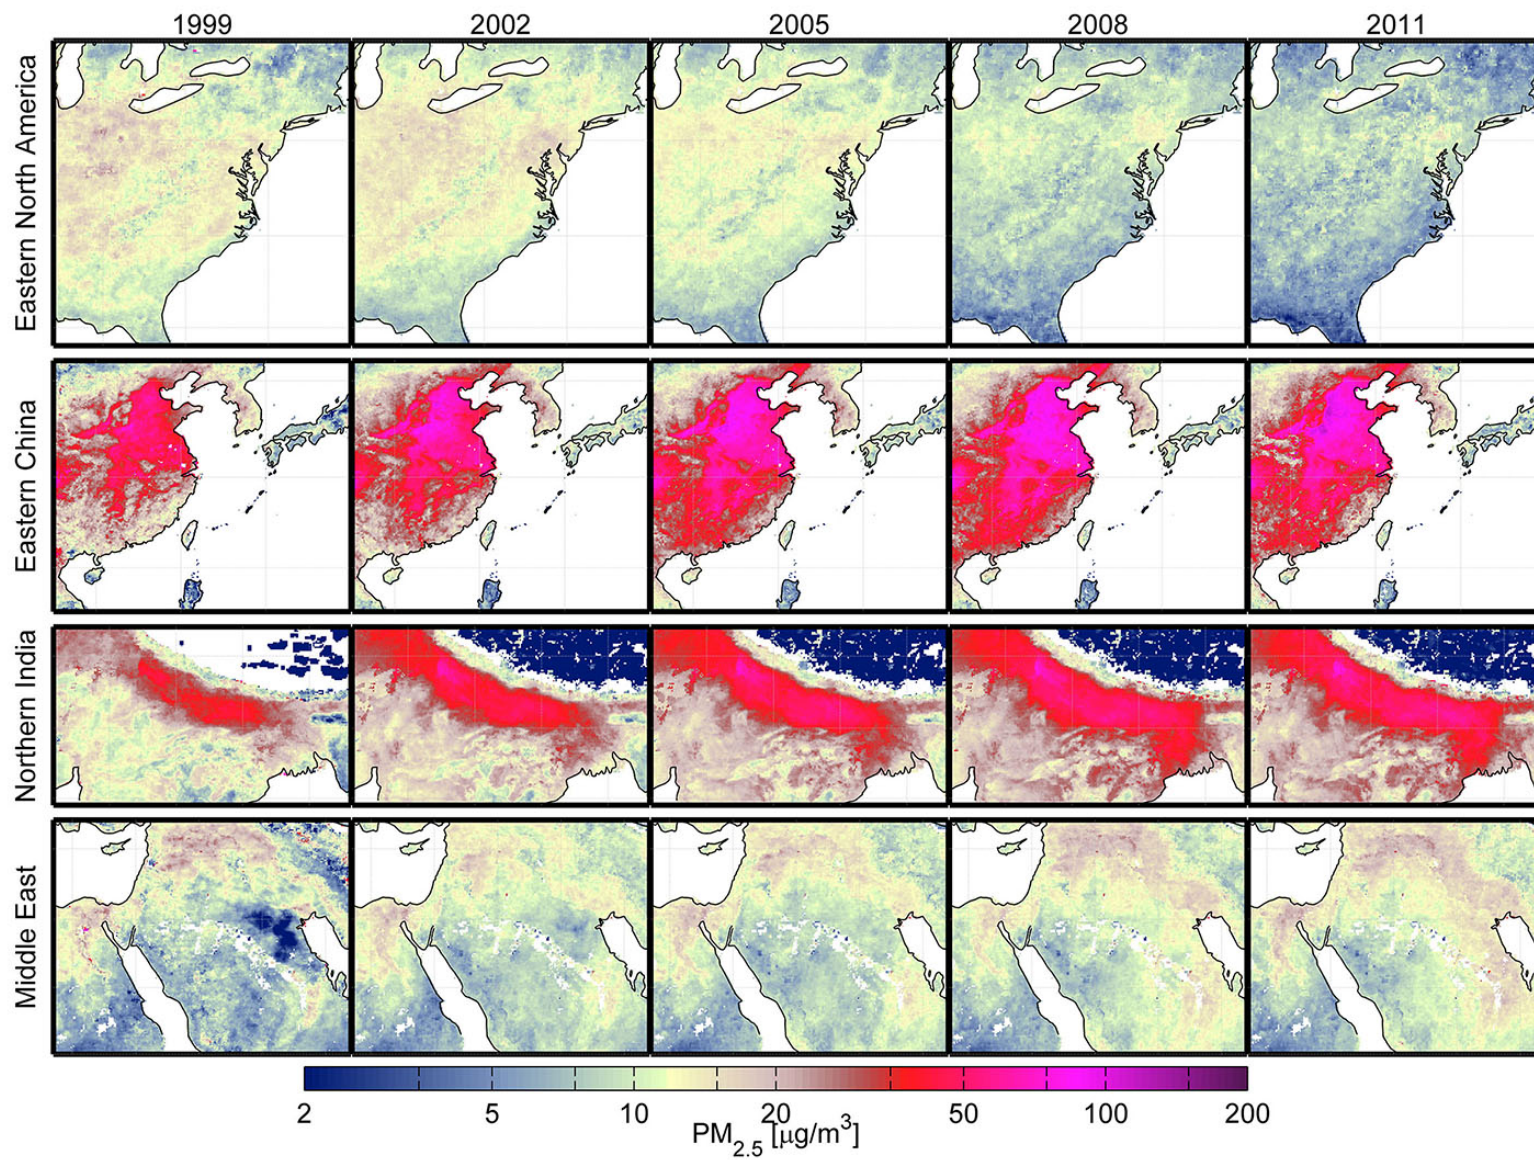 1999 2002 2005 2008 2011
Eastern North America
Eastern China
Northern India
Middle East
2 5 10 20 50 100 200
PM2.5 [μg/m3]